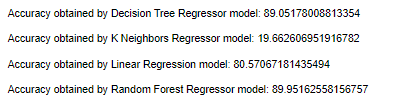 Accuracy obtained by Decision Tree Regressor model: 89.05178008813354
Accuracy obtained by K Neighbors Regressor model: 19.662606951916782
Accuracy obtained by Linear Regression model: 80.57067181435494
Accuracy obtained by Random Forest Regressor model: 89.95162558156757